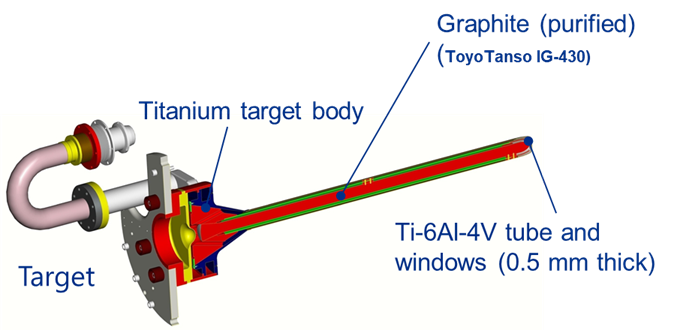 Graphite (purified)
(ToyoTanso IG-430)
Titanium target body
Ti-6Al-4V tube and
windows (0.5 mm thick)
Target